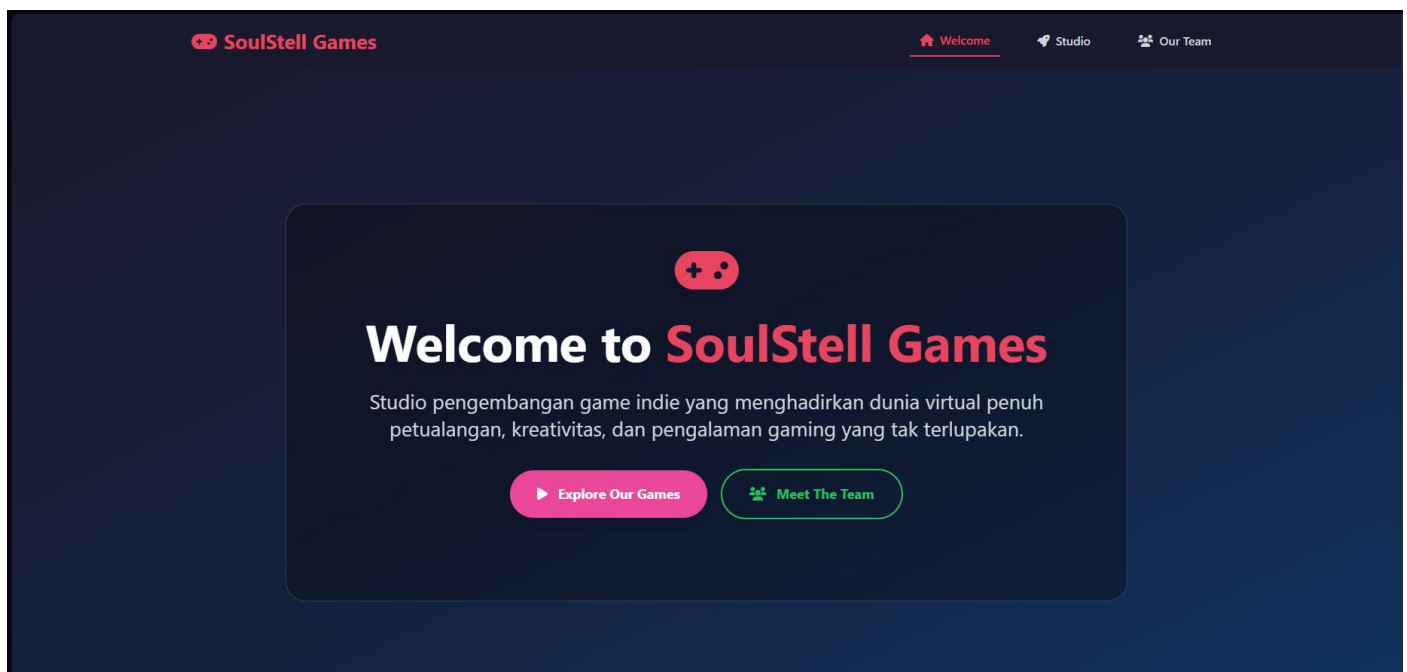 SoulStell Games
Welcome
Studio
Our Team
Welcome to SoulStell Games
Studio pengembangan game indie yang menghadirkan dunia virtual penuh
petualangan, kreativitas, dan pengalaman gaming yang tak terlupakan.
Explore Our Games
Meet The Team